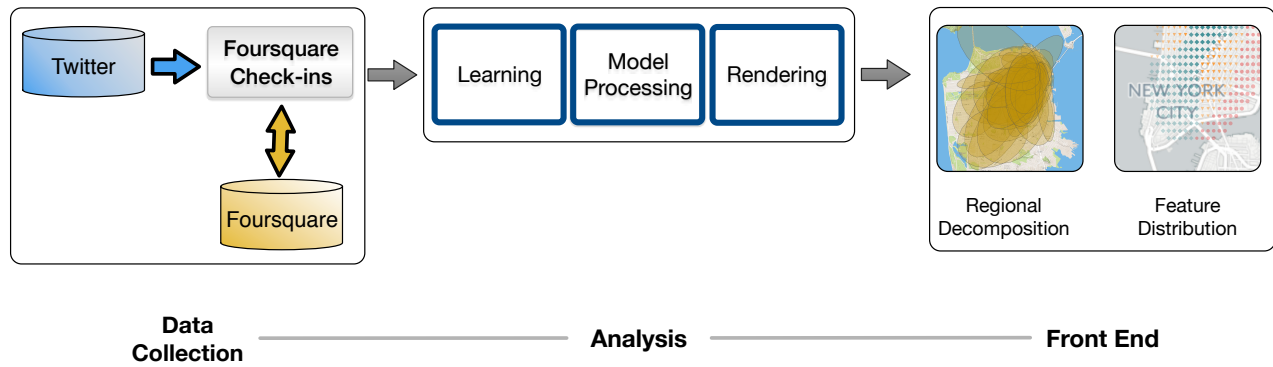 Twitter
Foursquare
Check-ins
Foursquare
Learning
Model
Processing
Rendering
NEW YORK
CITY
Regional
Decomposition
Feature
Distribution
Data
Collection
Analysis
Front End